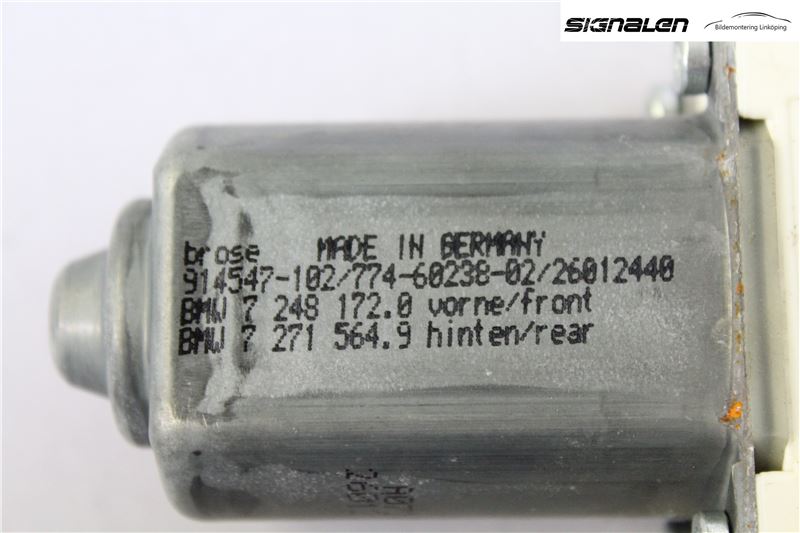 SIGNALEN
Bildemontering Linköping
brose MADE IN GERMANY
914547-102/774-60238-02/26012440
BMW 7 248 172.0 vorne/front
BMW 7 271 564.9 hinten/rear